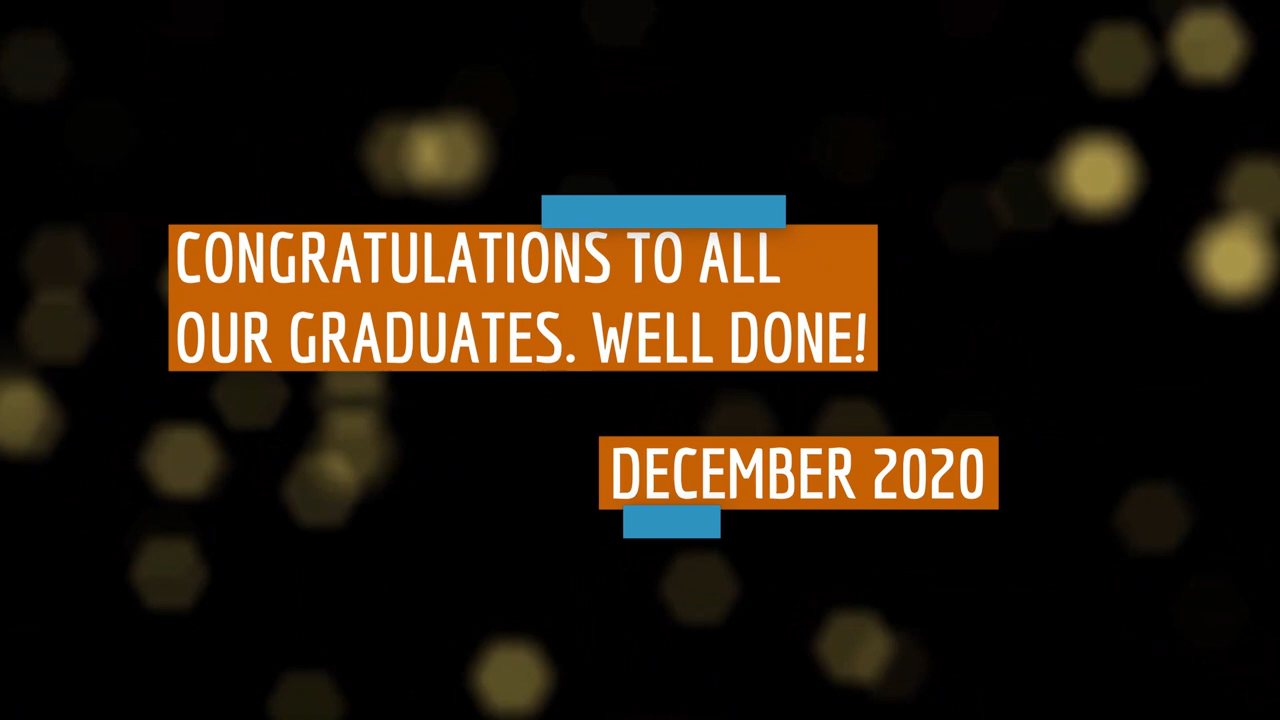 CONGRATULATIONS TO ALL
OUR GRADUATES. WELL DONE!
DECEMBER 2020